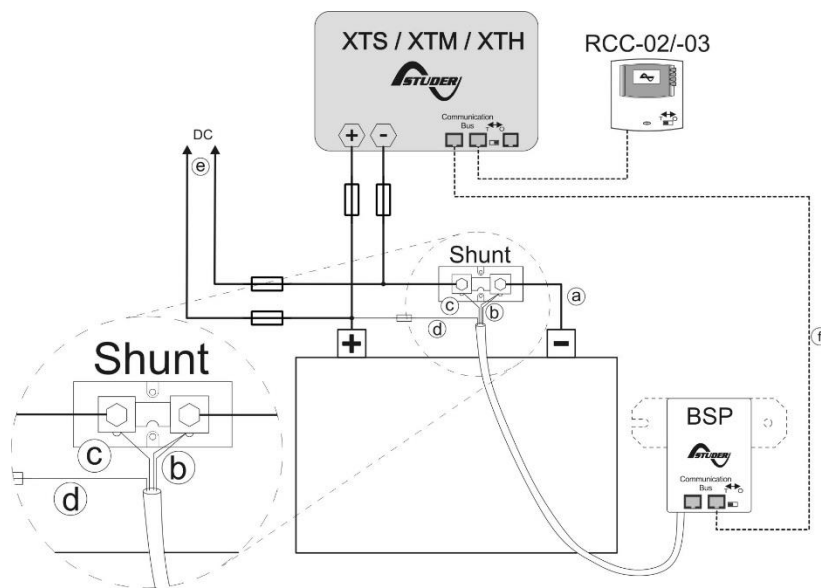 XTS / XTM / XTH
STUDER
Communication
Bus
T O
+
-
RCC-02/-03
T O
DC
e
Shunt
c
b
a
d
f
+
-
Shunt
c
b
d
BSP
STUDER
Communication
Bus
T O